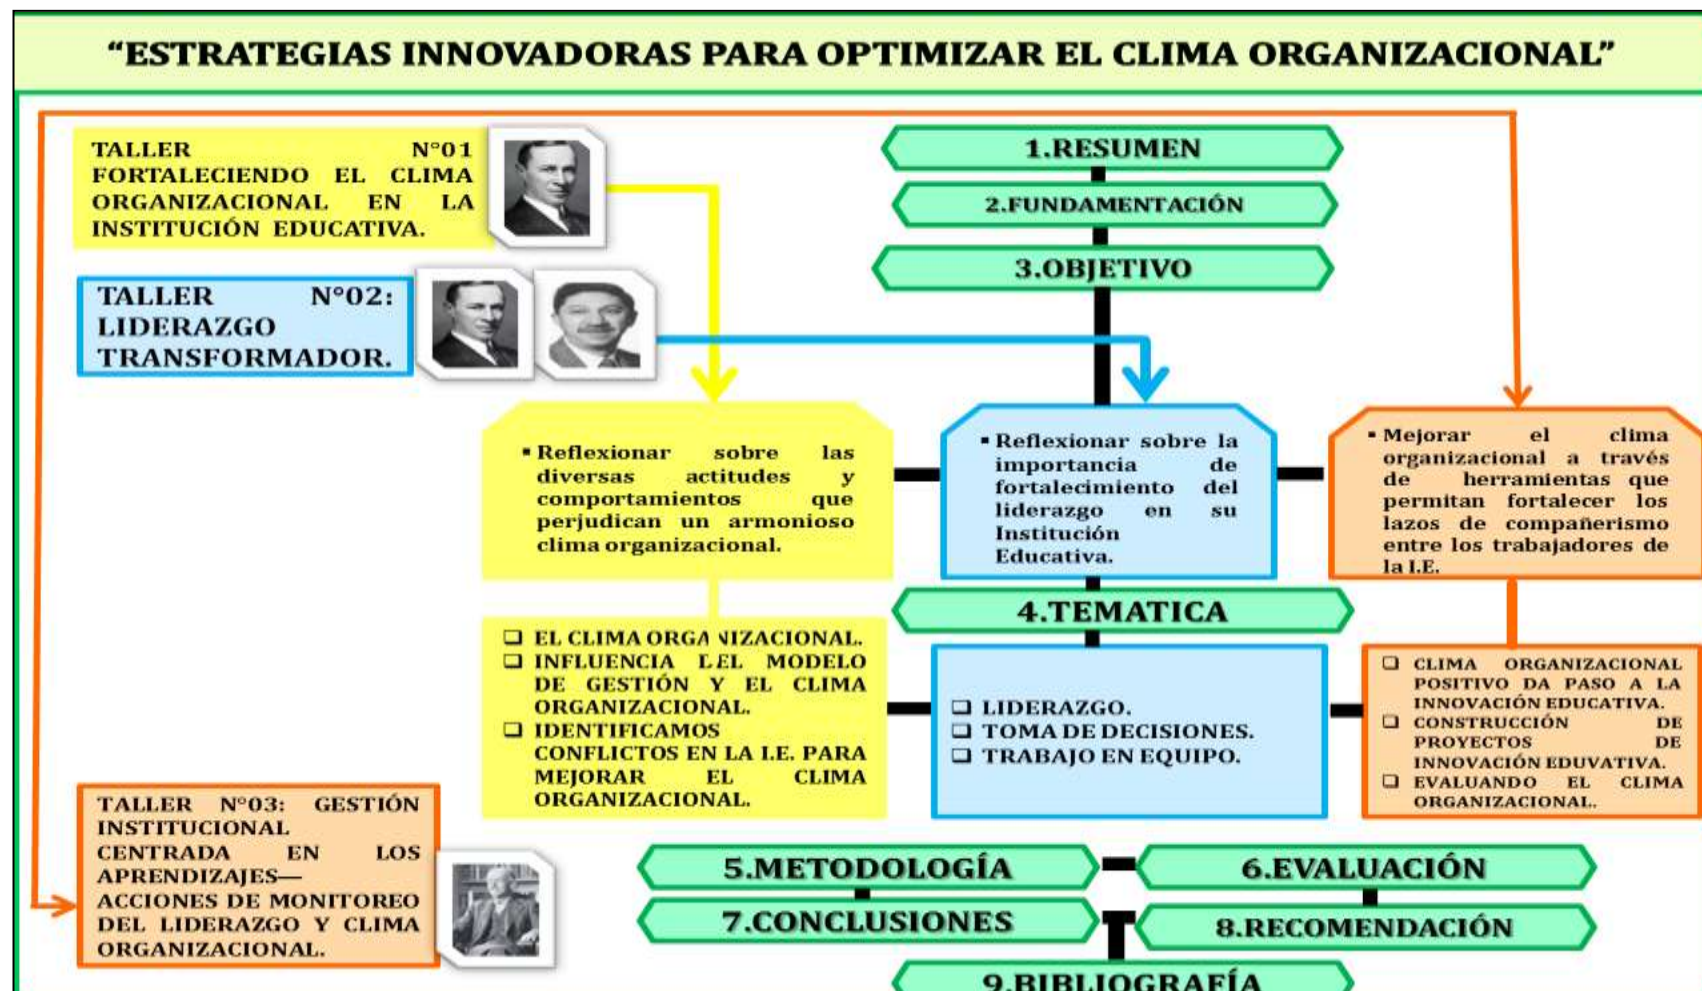 “ESTRATEGIAS INNOVADORAS PARA OPTIMIZAR EL CLIMA ORGANIZACIONAL”
TALLER N°01
FORTALECIENDO EL CLIMA
ORGANIZACIONAL EN LA
INSTITUCIÓN EDUCATIVA.
TALLER N°02:
LIDERAZGO
TRANSFORMADOR.
1.RESUMEN
2.FUNDAMENTACIÓN
3.OBJETIVO
▪ Reflexionar sobre las
diversas actitudes y
comportamientos que
perjudican un armonioso
clima organizacional.
▪ Reflexionar sobre la
importancia de
fortalecimiento del
liderazgo en su
Institución
Educativa.
▪ Mejorar el clima
organizacional a través
de herramientas que
permitan fortalecer los
lazos de compañerismo
entre los trabajadores de
la I.E.
4.TEMATICA
❑ EL CLIMA ORGANIZACIONAL.
❑ INFLUENCIA DEL MODELO
DE GESTIÓN Y EL CLIMA
ORGANIZACIONAL.
❑ IDENTIFICAMOS
CONFLICTOS EN LA I.E. PARA
MEJORAR EL CLIMA
ORGANIZACIONAL.
❑ LIDERAZGO.
❑ TOMA DE DECISIONES.
❑ TRABAJO EN EQUIPO.
❑ CLIMA ORGANIZACIONAL
POSITIVO DA PASO A LA
INNOVACIÓN EDUCATIVA.
❑ CONSTRUCCIÓN DE
PROYECTOS DE
INNOVACIÓN EDUVATIVA.
❑ EVALUANDO EL CLIMA
ORGANIZACIONAL.
TALLER N°03: GESTIÓN
INSTITUCIONAL
CENTRADA EN LOS
APRENDIZAJES—
ACCIONES DE MONITOREO
DEL LIDERAZGO Y CLIMA
ORGANIZACIONAL.
5.METODOLOGÍA
6.EVALUACIÓN
7.CONCLUSIONES
8.RECOMENDACIÓN
9.BIBLIOGRAFÍA